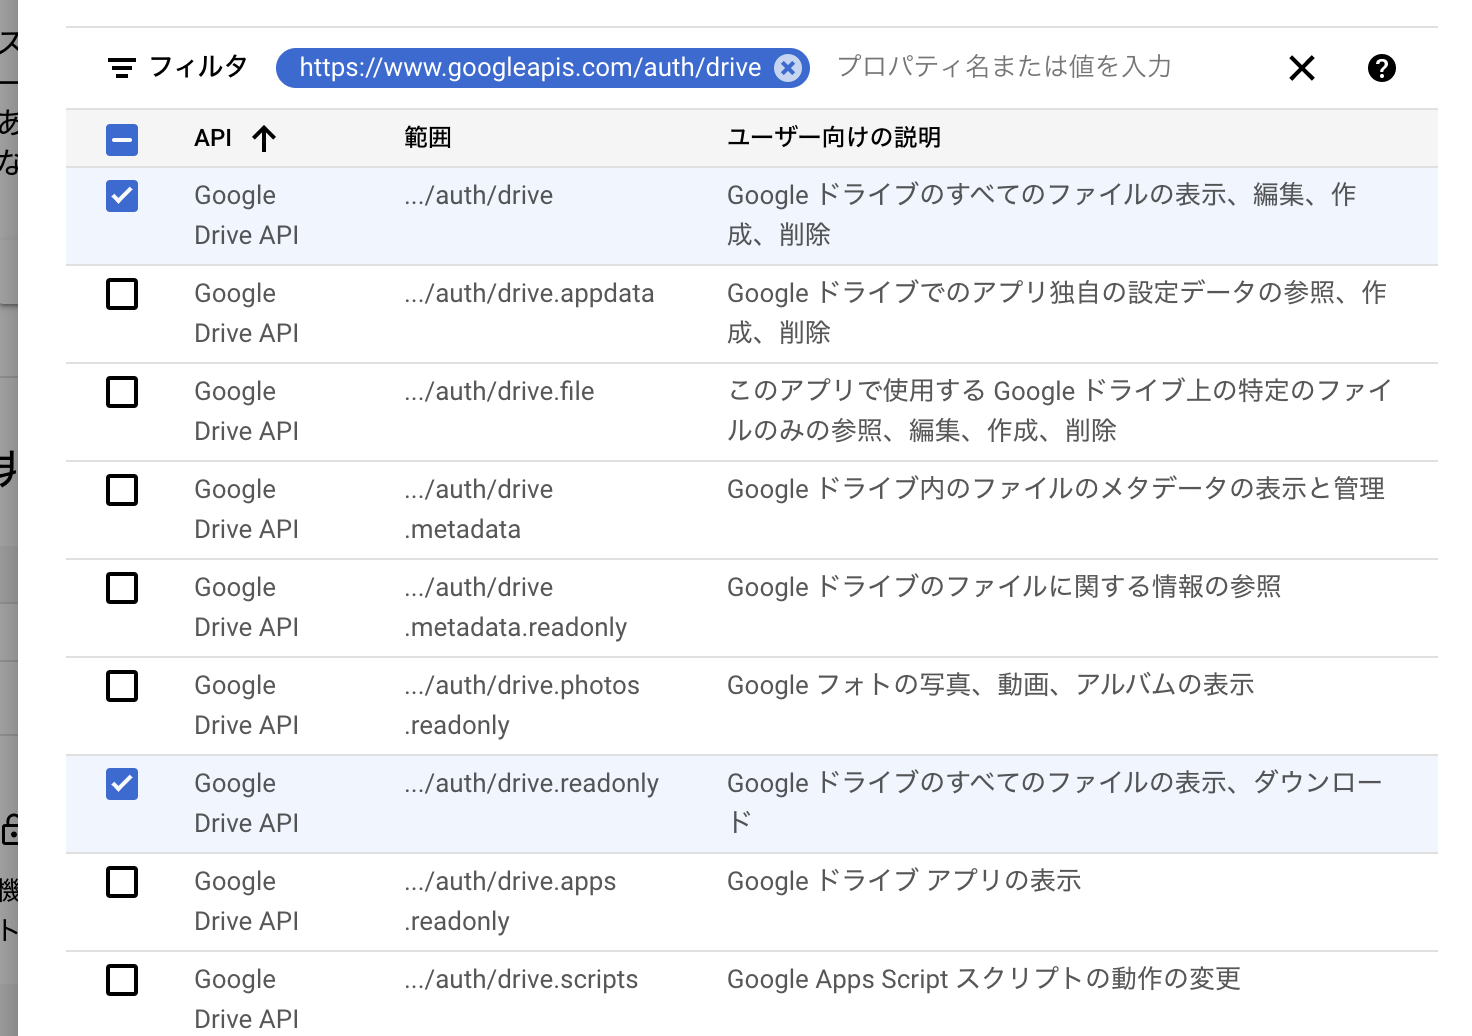 フィルタ https://www.googleapis.com/auth/drive プロパティ名または値を入力
API 範囲 ユーザー向けの説明
Google .../auth/drive Google ドライブのすべてのファイルの表示、編集、作
Drive API 成、削除
Google .../auth/drive.appdata Google ドライブでのアプリ独自の設定データの参照、作
Drive API 成、削除
Google .../auth/drive.file このアプリで使用する Google ドライブ上の特定のファイ
Drive API ルのみの参照、編集、作成、削除
Google .../auth/drive Google ドライブ内のファイルのメタデータの表示と管理
Drive API .metadata
Google .../auth/drive Google ドライブのファイルに関する情報の参照
Drive API .metadata.readonly
Google .../auth/drive.photos Google フォトの写真、動画、アルバムの表示
Drive API .readonly
Google .../auth/drive.readonly Google ドライブのすべてのファイルの表示、ダウンロー
Drive API ド
Google .../auth/drive.apps Google ドライブ アプリの表示
Drive API .readonly
Google .../auth/drive.scripts Google Apps Script スクリプトの動作の変更
Drive API